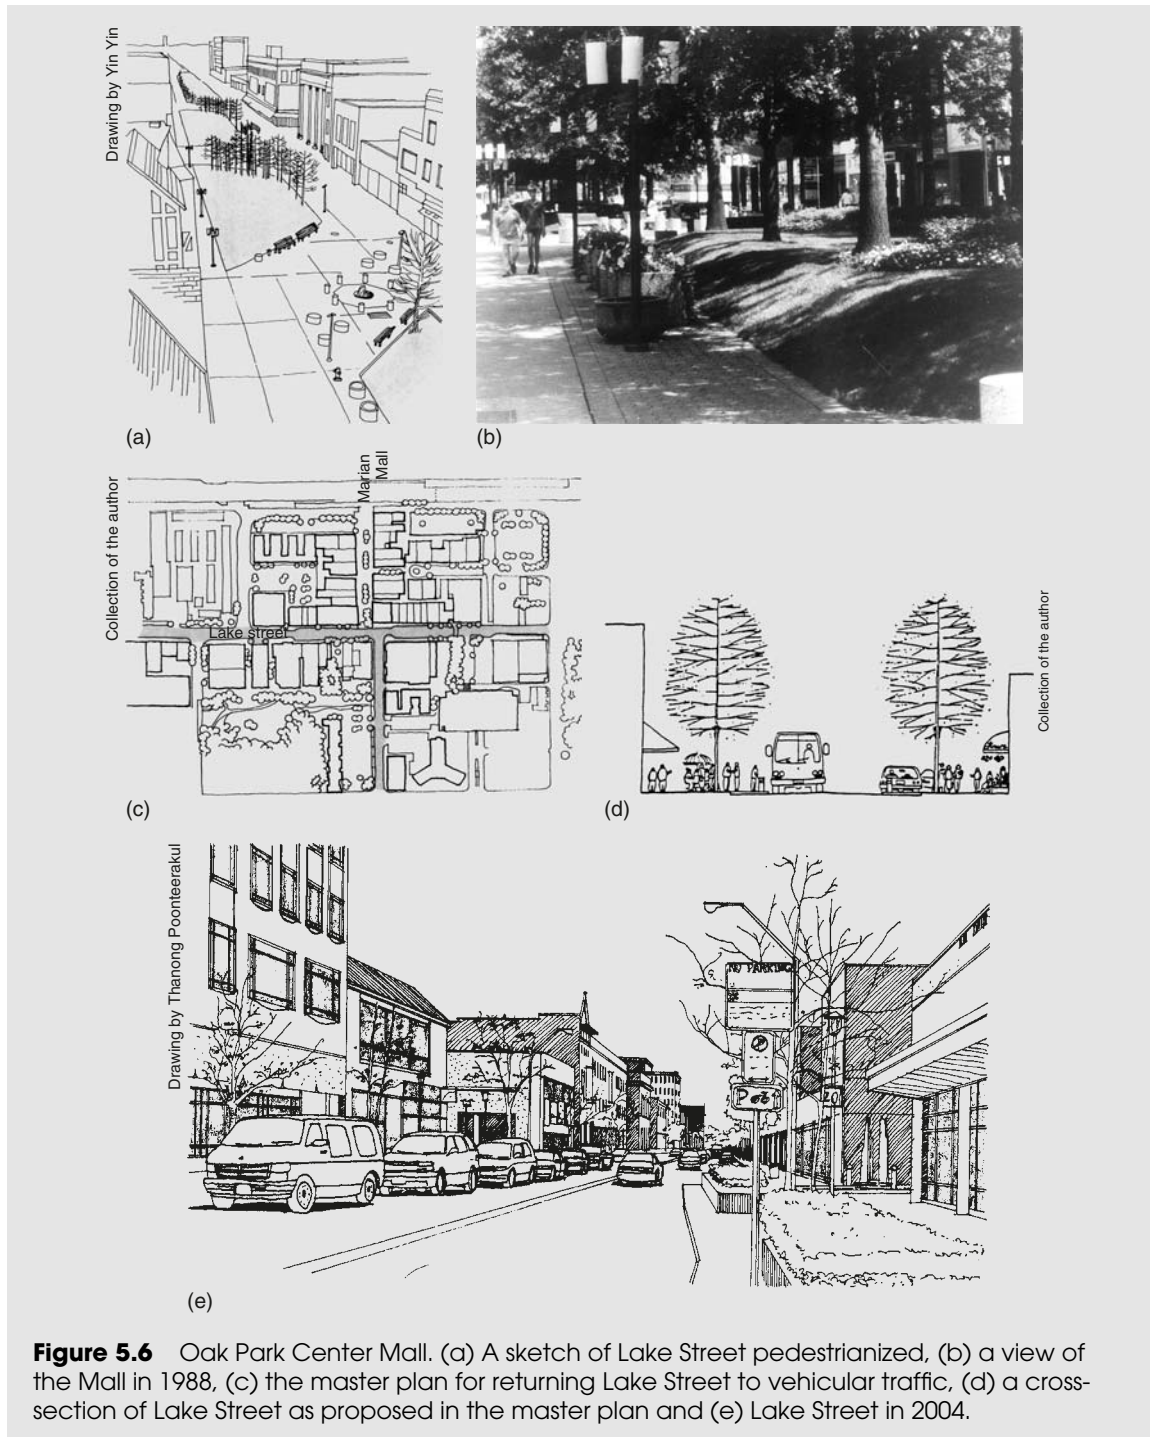 Drawing by Yin Yin
(a)
(b)
Collection of the author
Marian
Mall
Lake street
(c)
Collection of the author
(d)
Drawing by Thanong Poonteerakul
NO PARKING
(e)
Figure 5.6 Oak Park Center Mall. (a) A sketch of Lake Street pedestrianized, (b) a view of
the Mall in 1988, (c) the master plan for returning Lake Street to vehicular traffic, (d) a cross-
section of Lake Street as proposed in the master plan and (e) Lake Street in 2004.